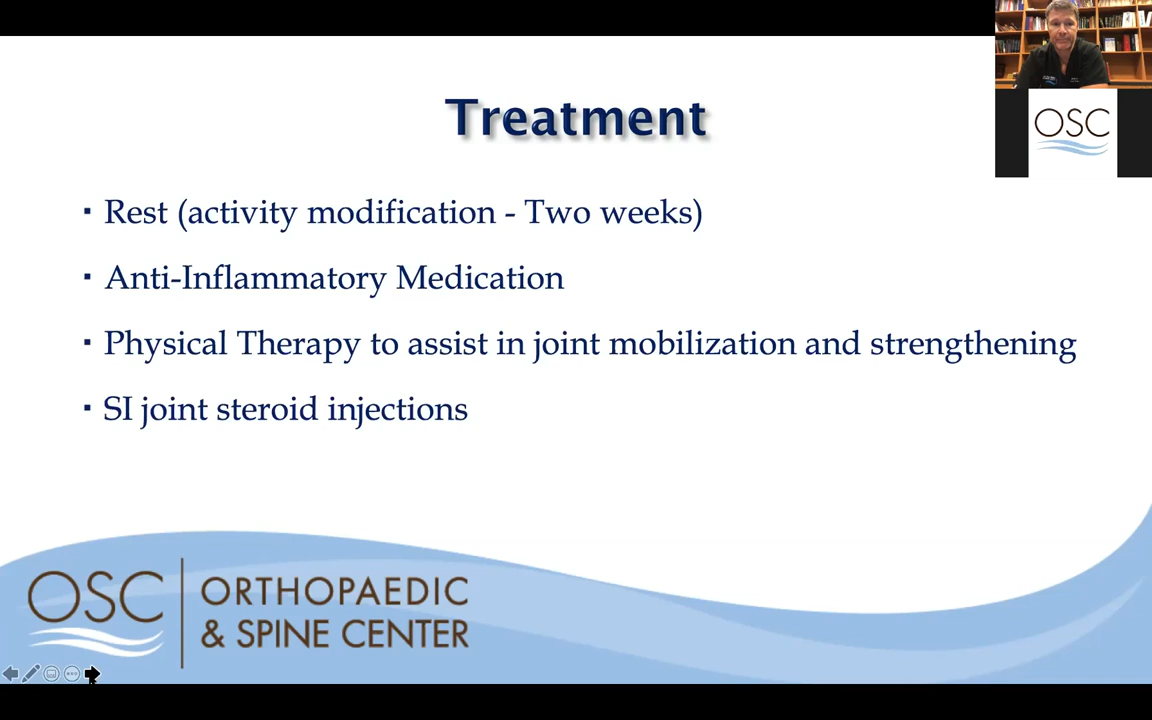 Treatment
▪ Rest (activity modification - Two weeks)
▪ Anti-Inflammatory Medication
▪ Physical Therapy to assist in joint mobilization and strengthening
▪ SI joint steroid injections
OSC
OSC
ORTHOPAEDIC
& SPINE CENTER